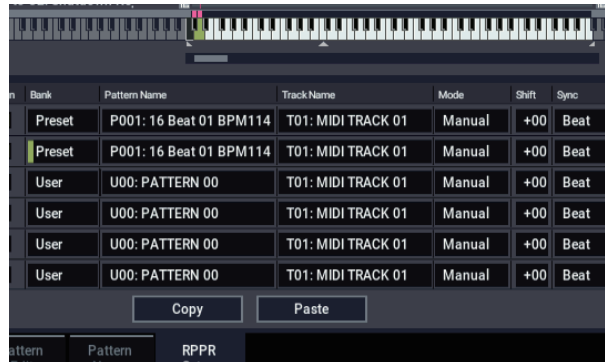 Bank Pattern Name Track Name Mode Shift Sync
Preset P001: 16 Beat 01 BPM114 T01: MIDI TRACK 01 Manual +00 Beat
Preset P001: 16 Beat 01 BPM114 T01: MIDI TRACK 01 Manual +00 Beat
User U00: PATTERN 00 T01: MIDI TRACK 01 Manual +00 Beat
User U00: PATTERN 00 T01: MIDI TRACK 01 Manual +00 Beat
User U00: PATTERN 00 T01: MIDI TRACK 01 Manual +00 Beat
User U00: PATTERN 00 T01: MIDI TRACK 01 Manual +00 Beat
Copy Paste
attern Pattern RPPR